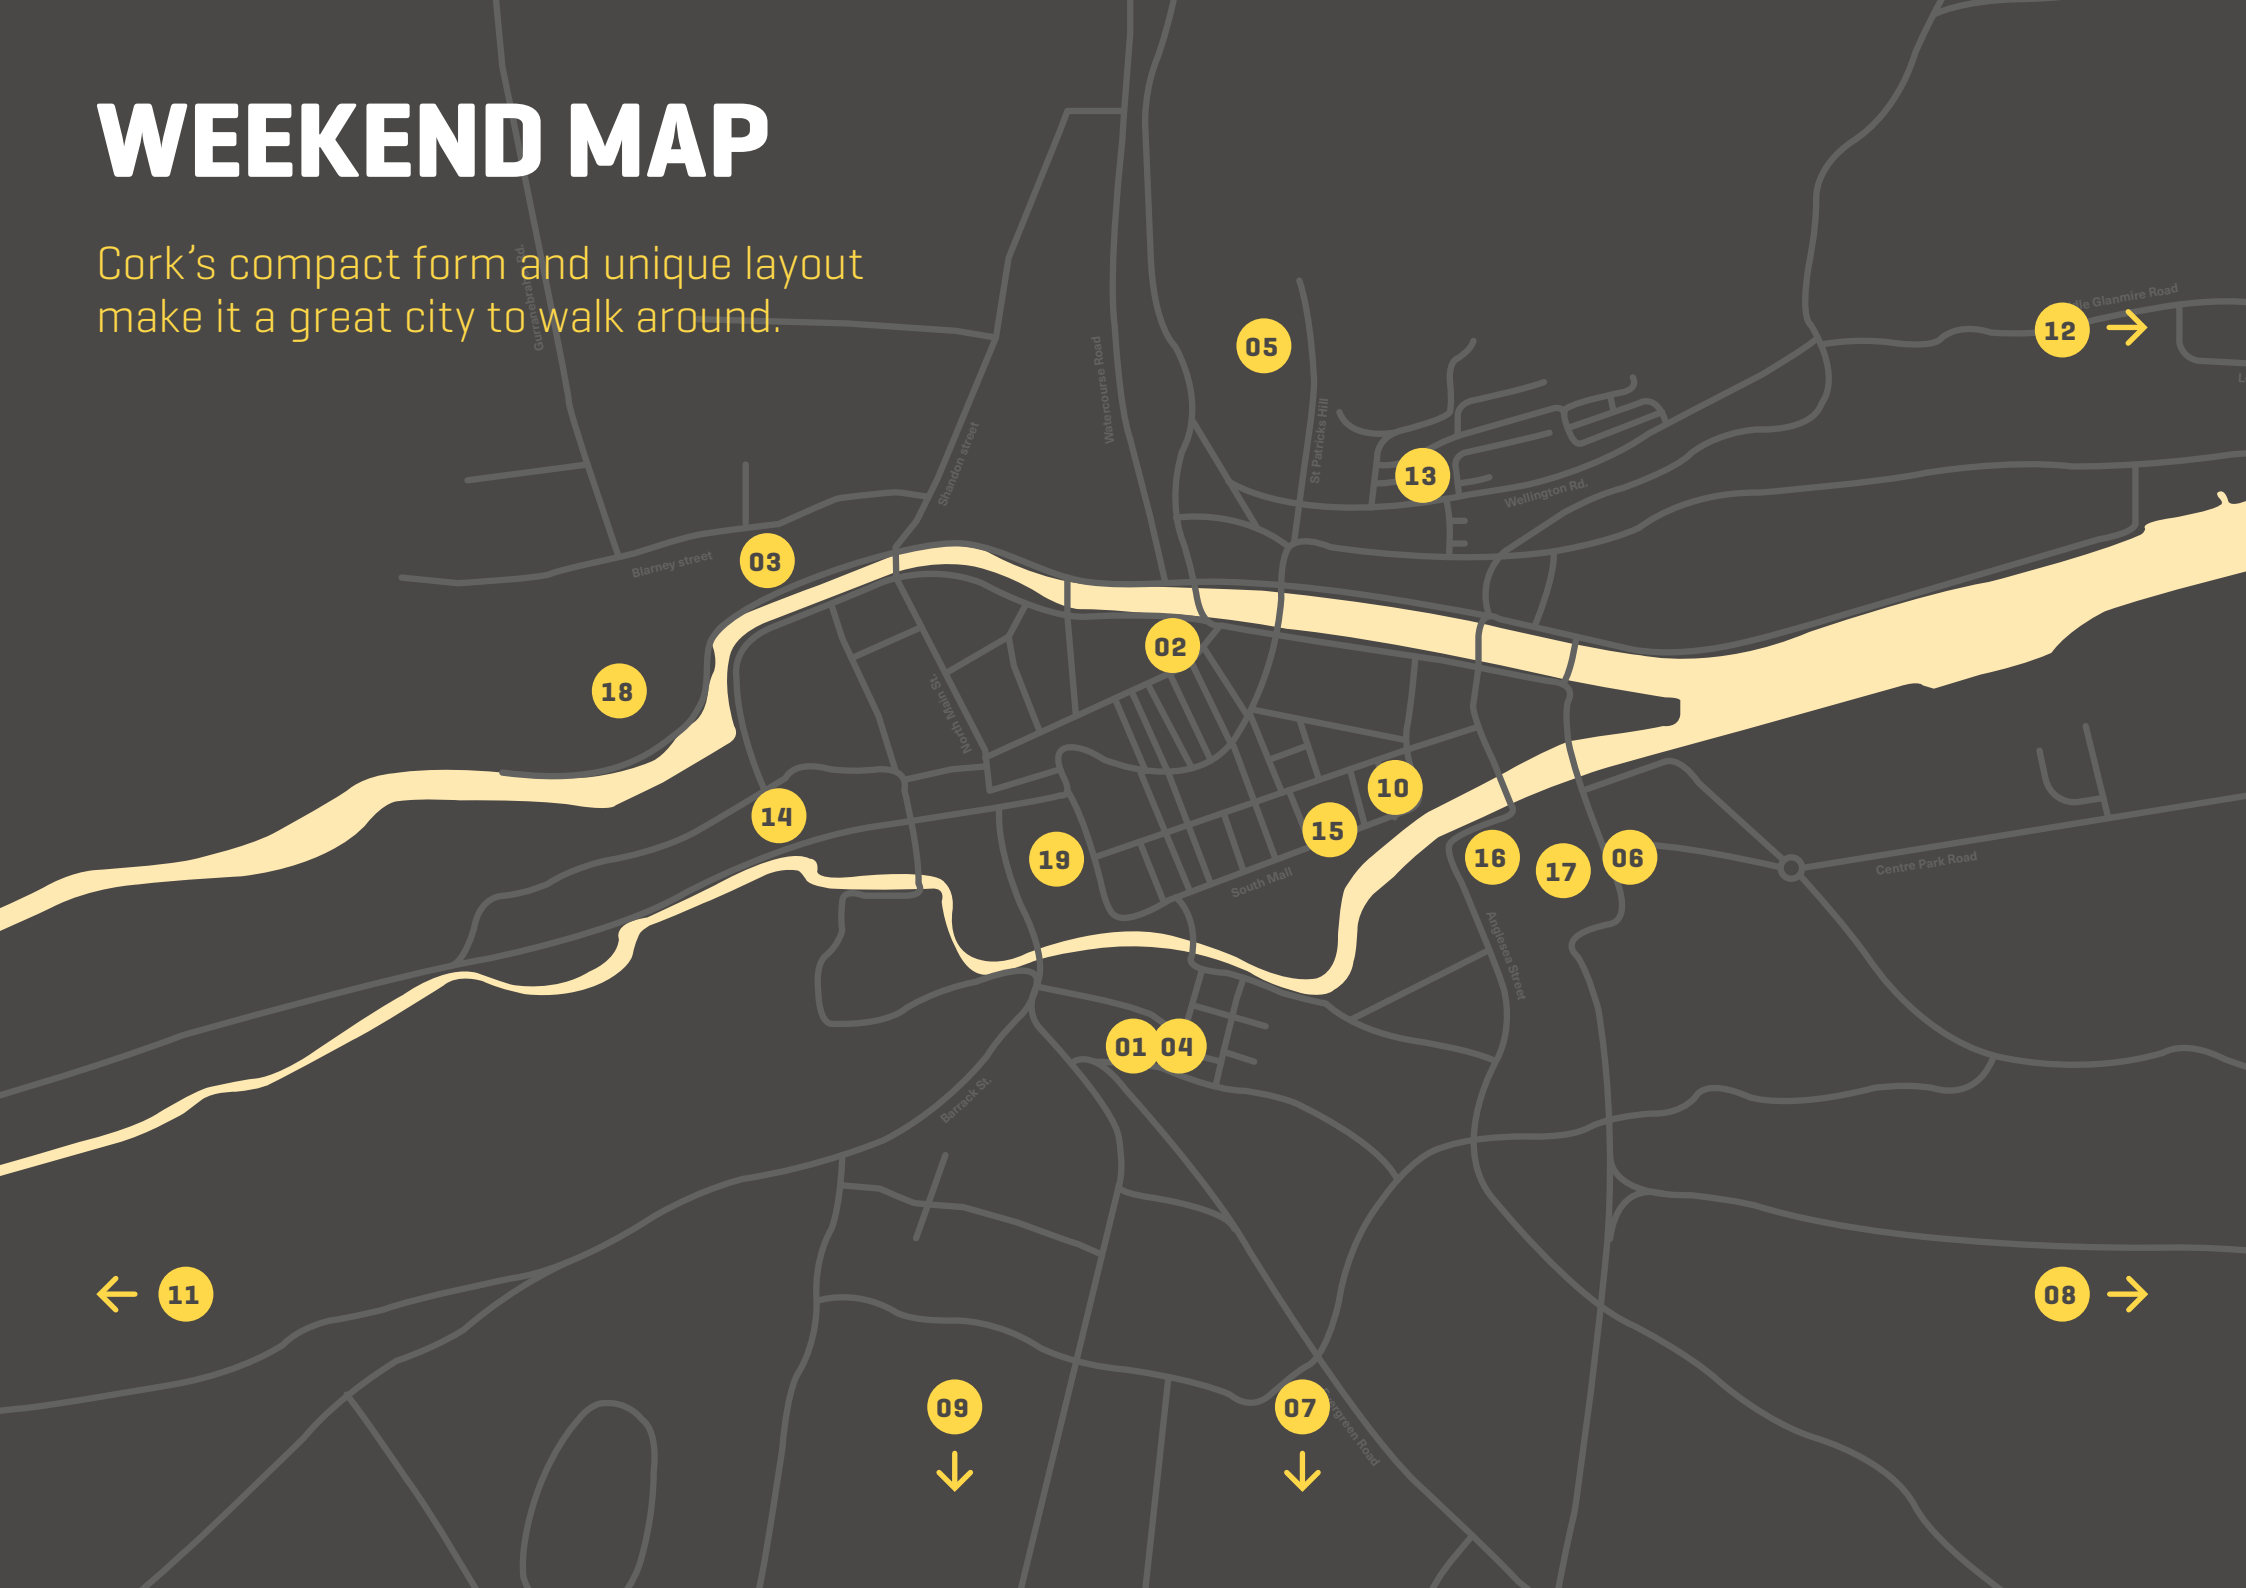 WEEKEND MAP
Cork's compact form and unique layout
make it a great city to walk around.
Glanmire Road
12
05
Watercourse Road
St Patricks Hill
Shandon street
13
Wellington Rd.
03
Blarney street
02
18
North Main St.
10
14
15
19
16
17
06
Centre Park Road
South Mall
Anglesea Street
01
04
Barrack St.
11
08
09
07
Road